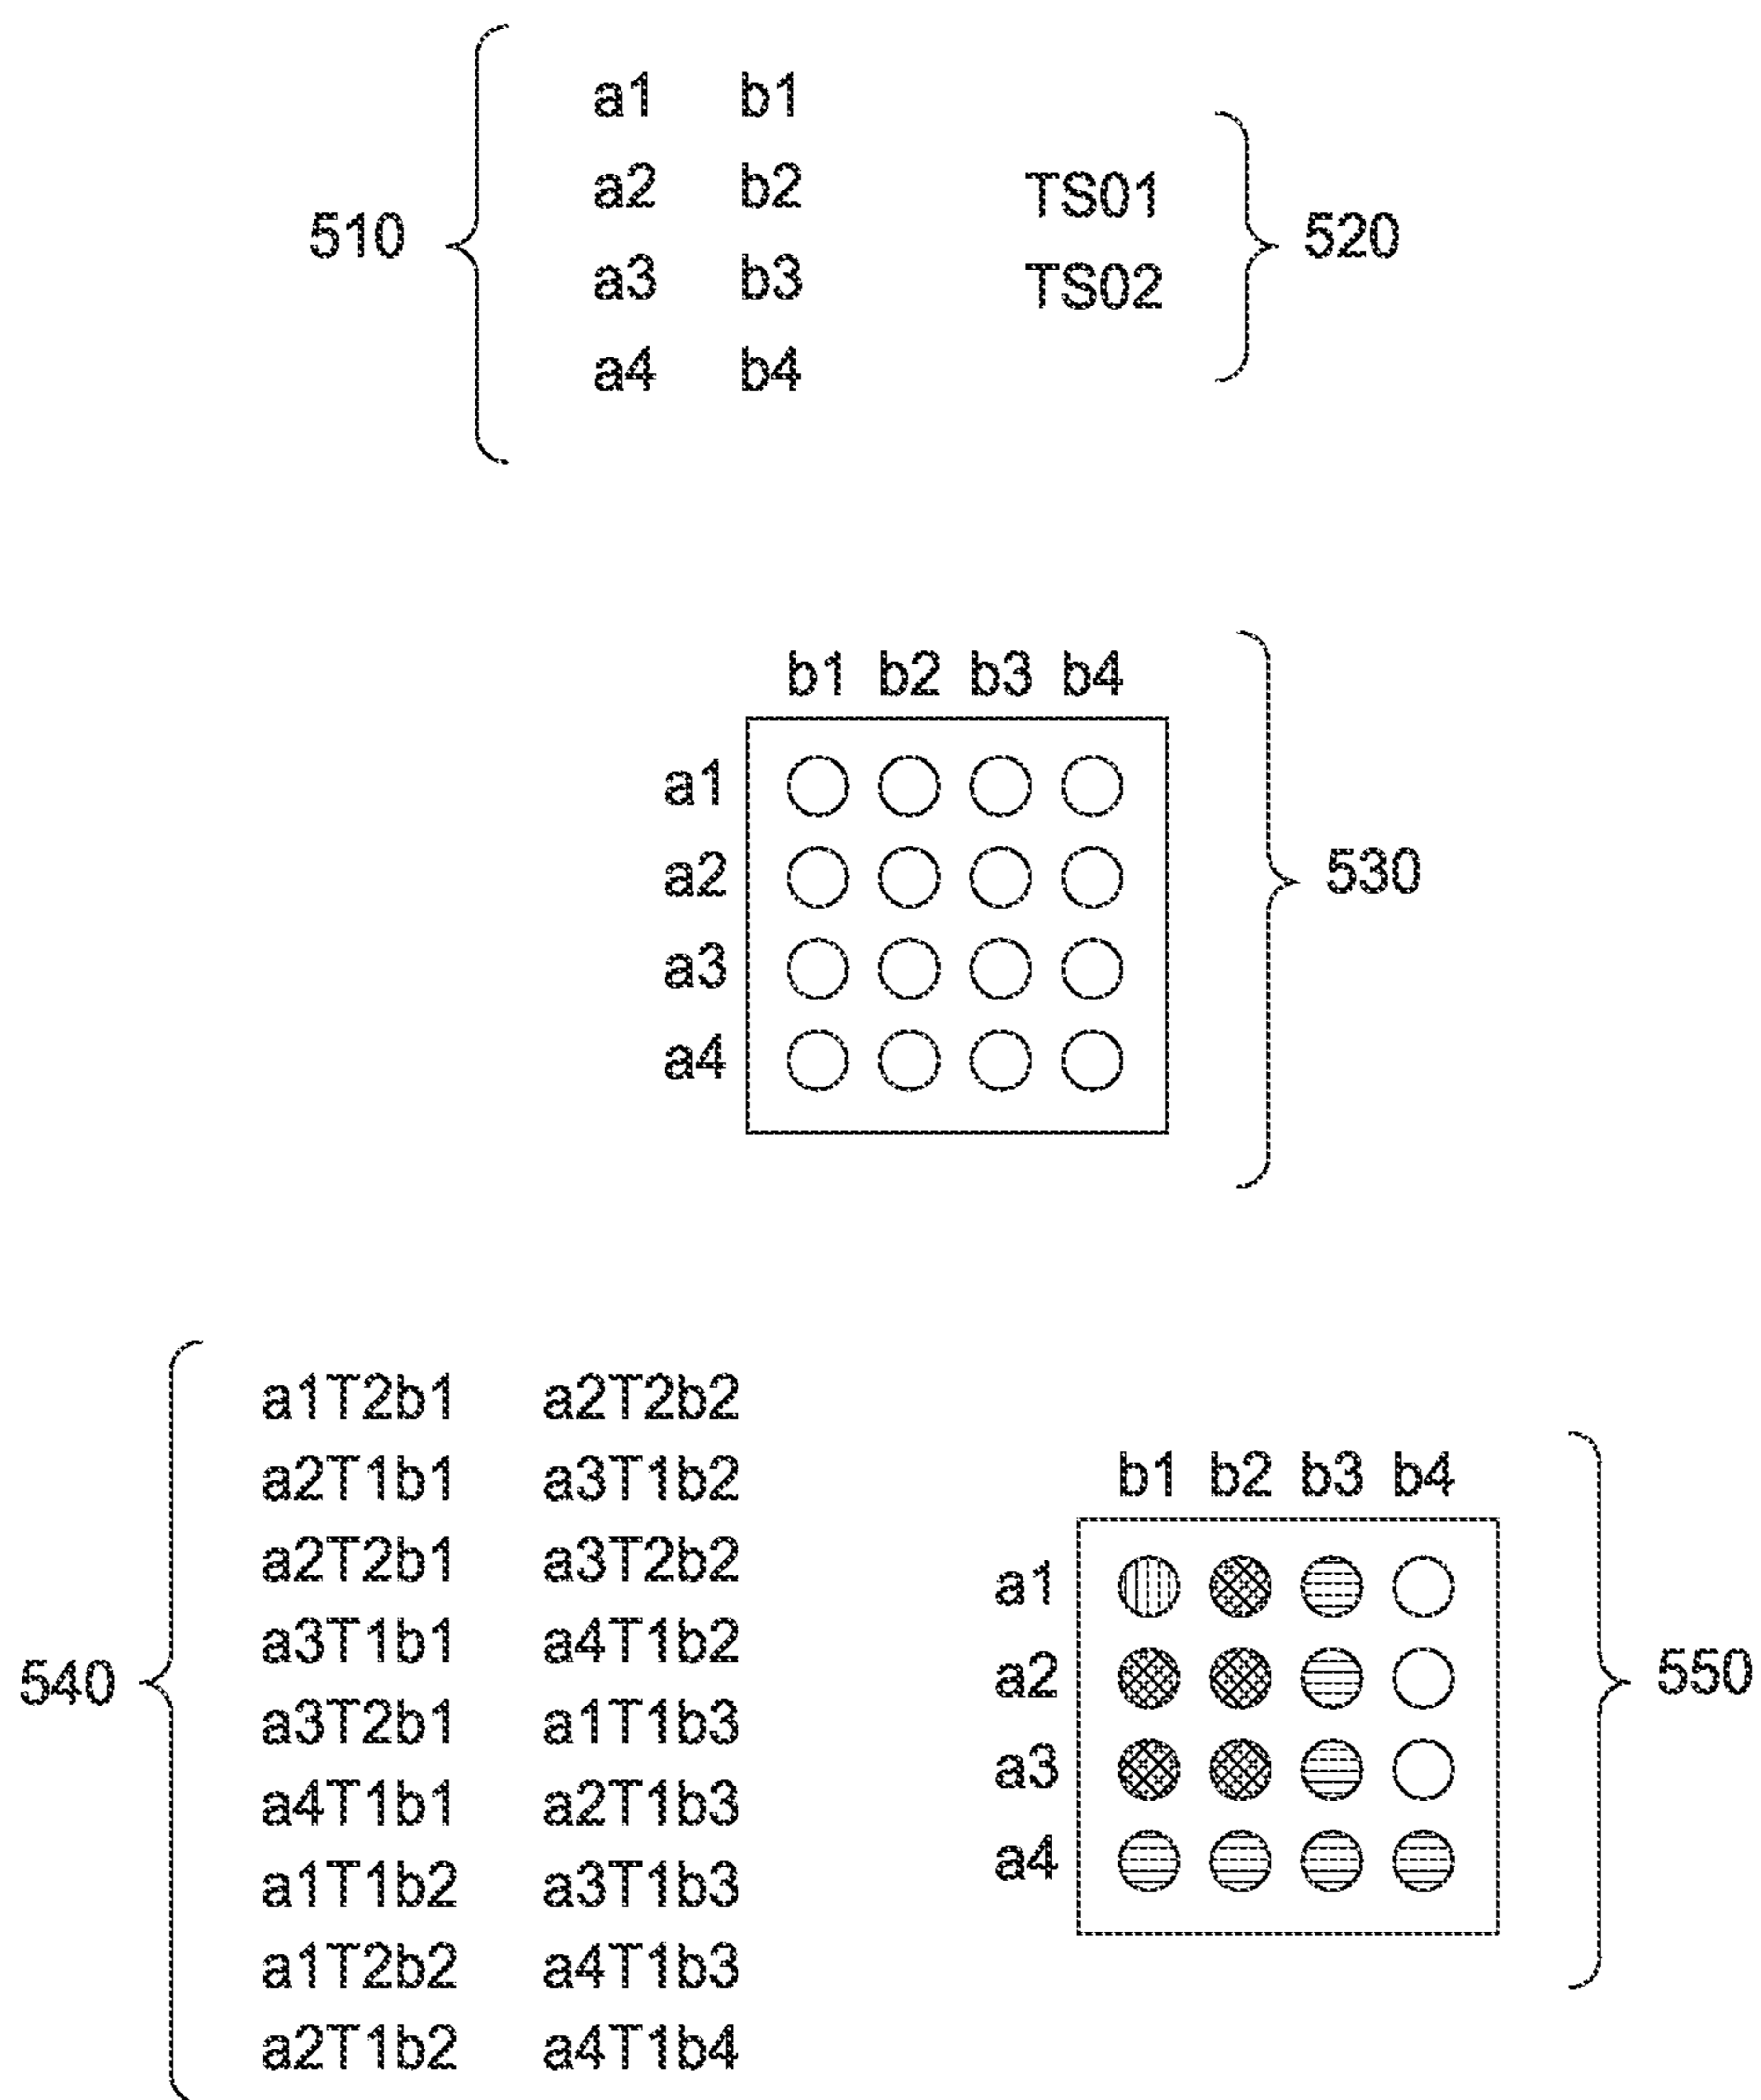 a1 b1
a2 b2 TS01
510 520
a3 b3 TS02
a4 b4
b1 b2 b3 b4
a1
a2
530
a3
a4
a1T2b1 a2T2b2
a2T1b1 a3T1b2
a2T2b1 a3T2b2
a3T1b1 a4T1b2
540
a3T2b1 a1T1b3
a4T1b1 a2T1b3
a1T1b2 a3T1b3
a1T2b2 a4T1b3
a2T1b2 a4T1b4
b1 b2 b3 b4
a1
a2
550
a3
a4